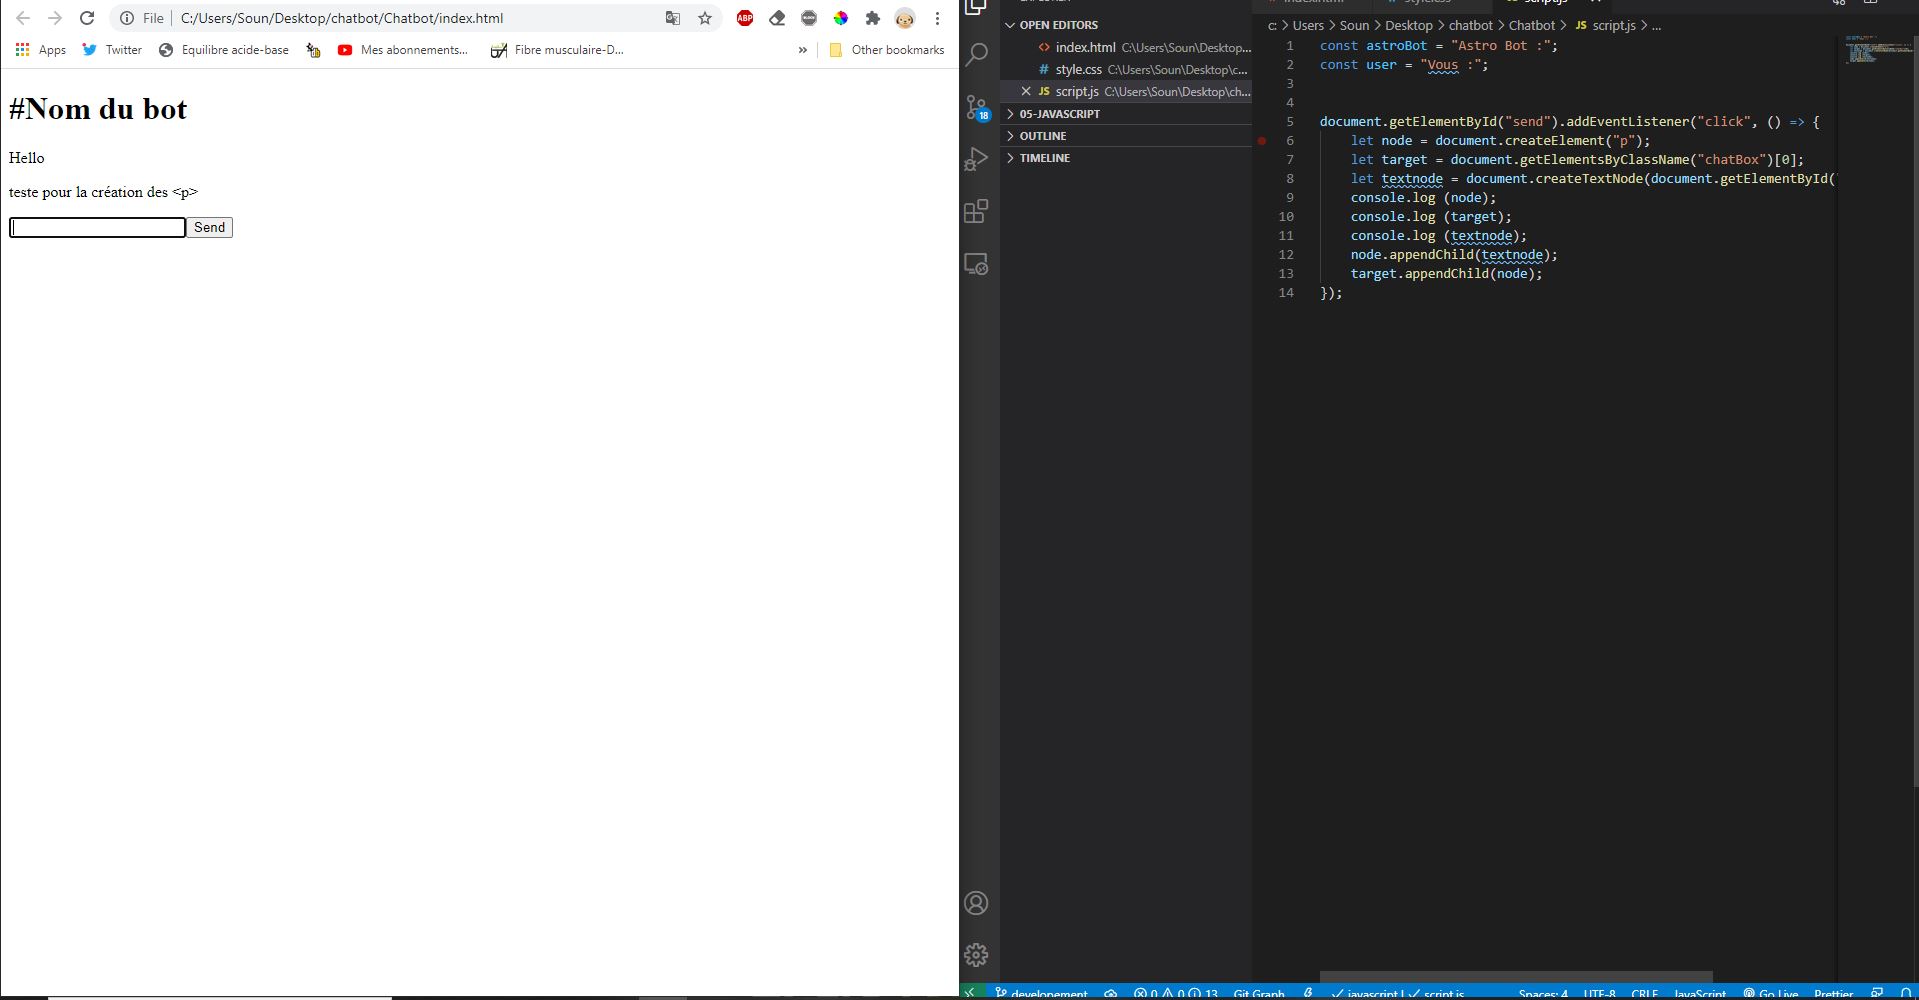 File C:/Users/Soun/Desktop/chatbot/Chatbot/index.html
ABP
Apps Twitter Equilibre acide-base Mes abonnements... Fibre musculaire-D... » Other bookmarks
#Nom du bot
Hello
teste pour la création des <p>
Send
18
OPEN EDITORS
<> index.html C:\Users\Soun\Desktop...
# style.css C:\Users\Soun\Desktop\c...
JS script.js C:\Users\Soun\Desktop\ch...
05-JAVASCRIPT
OUTLINE
TIMELINE
c: > Users > Soun > Desktop > chatbot > Chatbot > JS script.js > ...
1 const astroBot = "Astro Bot :";
2 const user = "Vous :";
3
4
5 document.getElementById("send").addEventListener("click", () => {
6 let node = document.createElement("p");
7 let target = document.getElementsByClassName("chatBox")[0];
8 let textnode = document.createTextNode(document.getElementById(
9 console.log (node);
10 console.log (target);
11 console.log (textnode);
12 node.appendChild(textnode);
13 target.appendChild(node);
14 });
developement 0 0 13 Git Graph javascript | script.js Spaces: 4 UTF-8 CRLF JavaScript Go Live Prettier